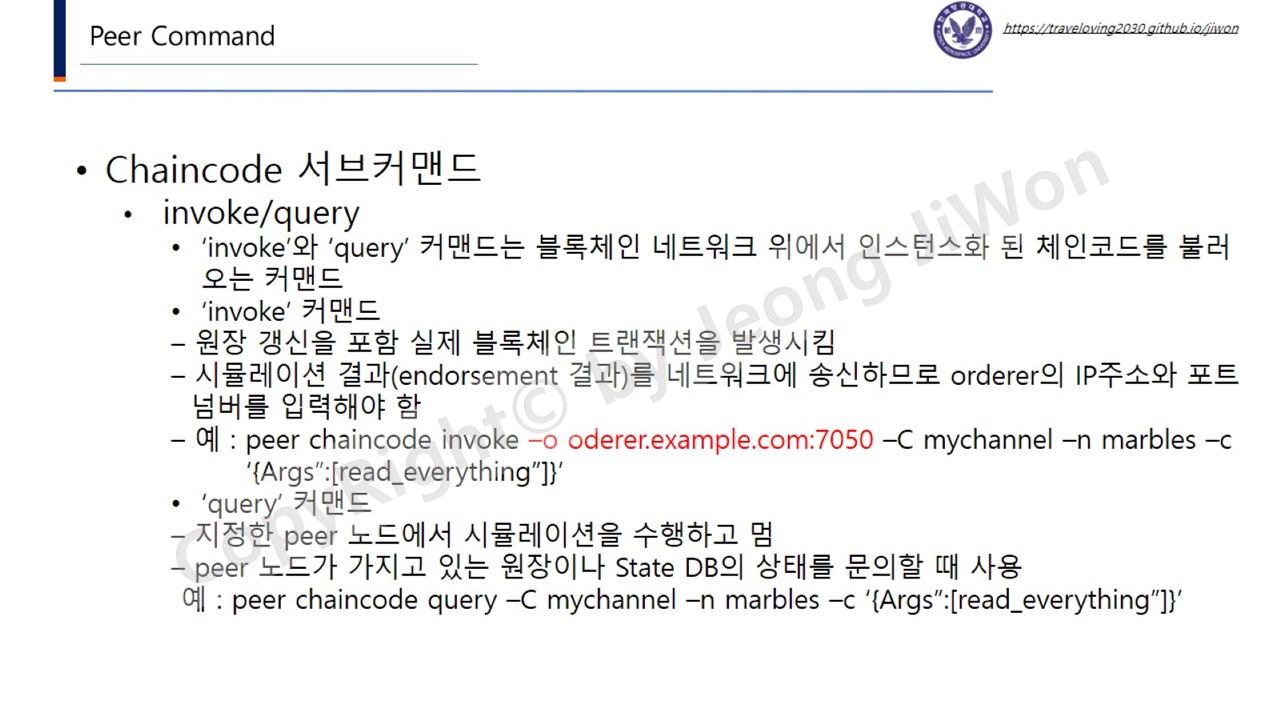 Peer Command
https://traveloving2030.github.io/jiwon
• Chaincode 서브커맨드
• invoke/query
• ‘invoke’와 ‘query’ 커맨드는 블록체인 네트워크 위에서 인스턴스화 된 체인코드를 불러
오는 커맨드
• ‘invoke’ 커맨드
– 원장 갱신을 포함 실제 블록체인 트랜잭션을 발생시킴
– 시뮬레이션 결과(endorsement 결과)를 네트워크에 송신하므로 orderer의 IP주소와 포트
넘버를 입력해야 함
– 예 : peer chaincode invoke –o oderer.example.com:7050 –C mychannel –n marbles –c
‘{Args”:[read_everything”]}’
• ‘query’ 커맨드
– 지정한 peer 노드에서 시뮬레이션을 수행하고 멈
– peer 노드가 가지고 있는 원장이나 State DB의 상태를 문의할 때 사용
예 : peer chaincode query –C mychannel –n marbles –c ‘{Args”:[read_everything”]}’
CopyRight© by Jeong JiWon